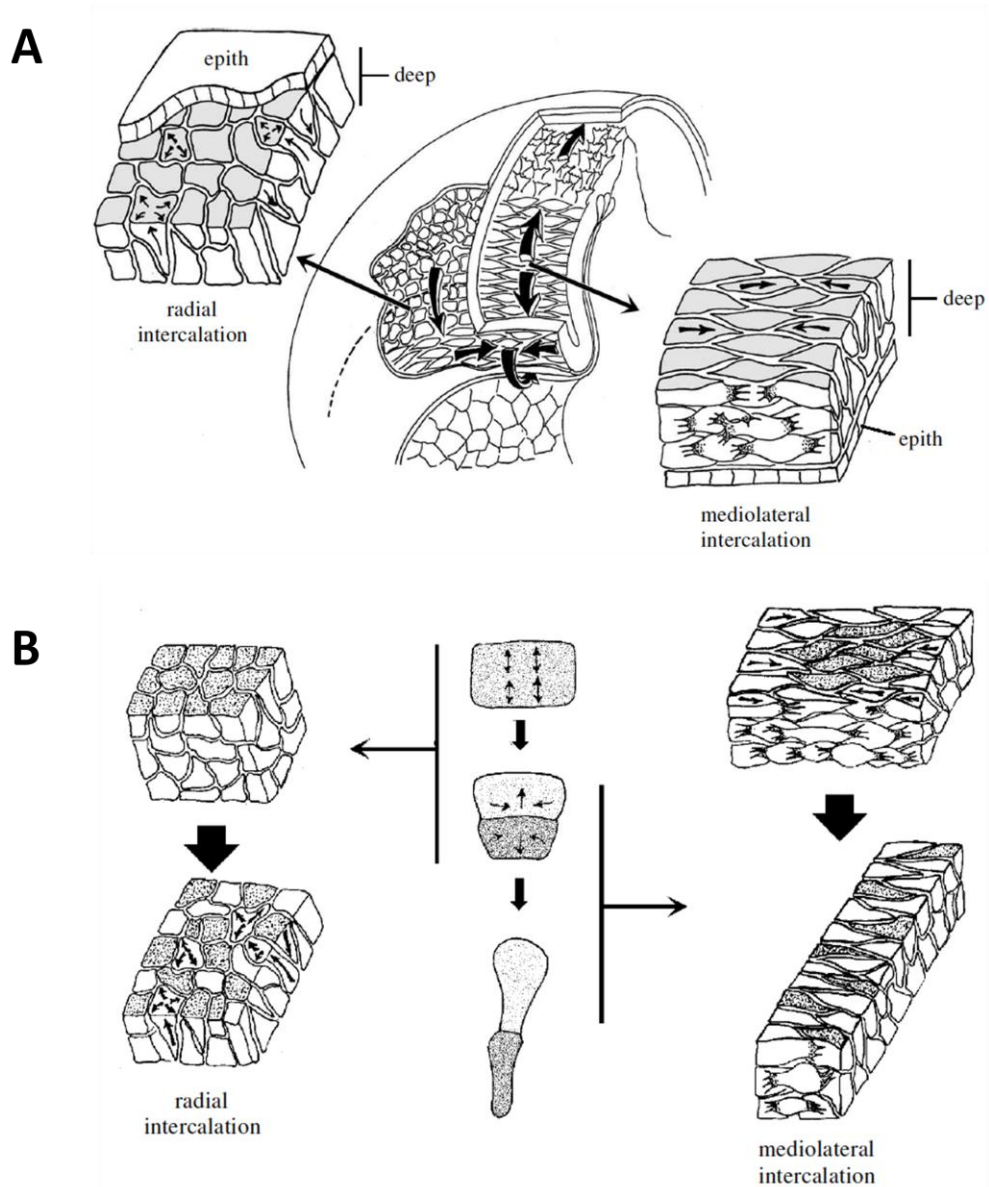 A
epith
deep
radial
intercalation
deep
epith
mediolateral
intercalation
B
radial
intercalation
mediolateral
intercalation